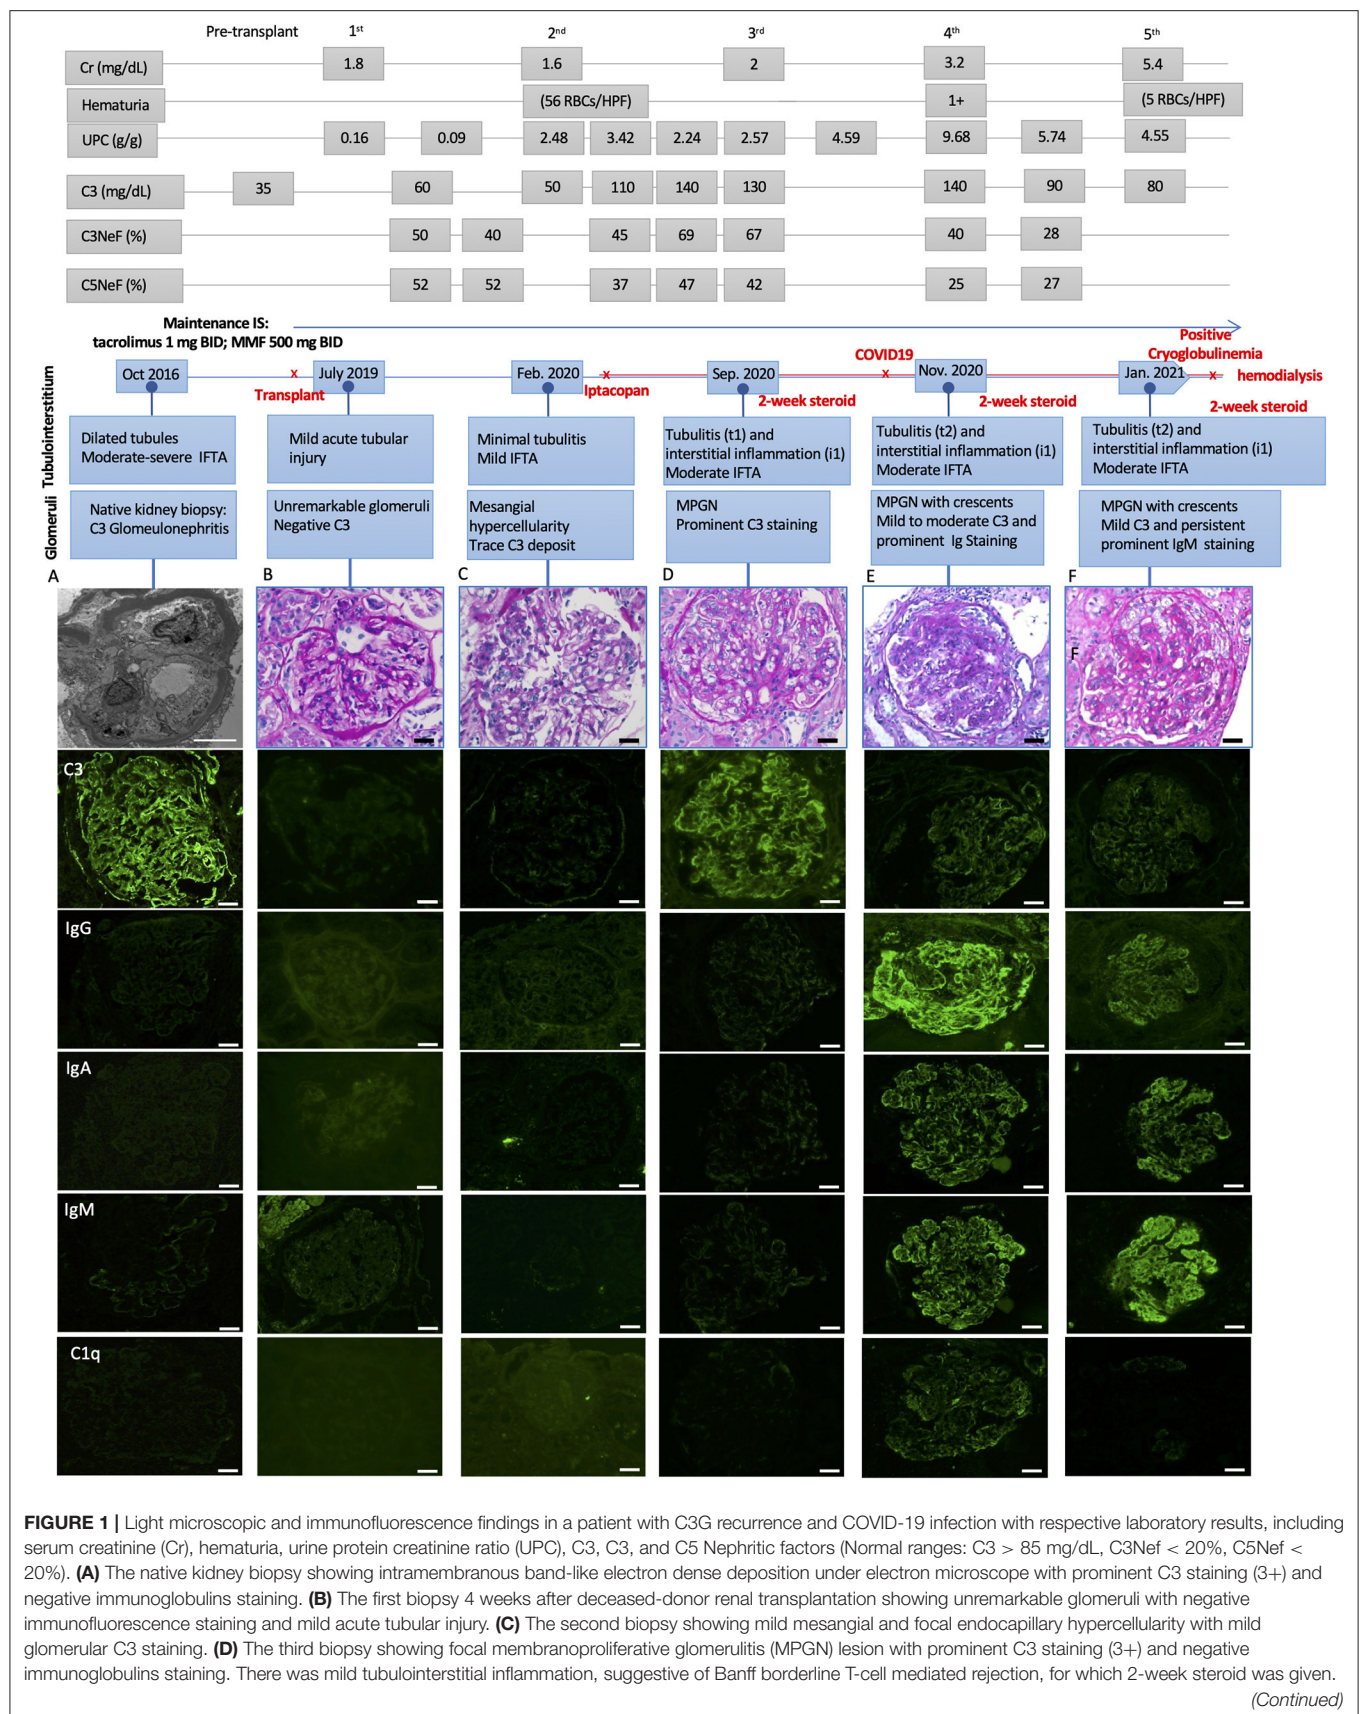 Pre-transplant 1st 2nd 3rd 4th 5th
Cr (mg/dL) 1.8 1.6 2 3.2 5.4
Hematuria (56 RBCs/HPF) 1+ (5 RBCs/HPF)
UPC (g/g) 0.16 0.09 2.48 3.42 2.24 2.57 4.59 9.68 5.74 4.55
C3 (mg/dL) 35 60 50 110 140 130 140 90 80
C3NeF (%) 50 40 45 69 67 40 28
C5NeF (%) 52 52 37 47 42 25 27
Maintenance IS:
tacrolimus 1 mg BID; MMF 500 mg BID
Positive
Cryoglobulinemia
COVID19
Oct 2016 x July 2019 Feb. 2020 x Sep. 2020 x Nov. 2020 Jan. 2021 x hemodialysis
Transplant Iptacopan 2-week steroid 2-week steroid 2-week steroid
Tubulointerstitum
Dilated tubules
Moderate-severe IFTA
Mild acute tubular
injury
Minimal tubulitis
Mild IFTA
Tubulitis (t1) and
interstitial inflammation (i1)
Moderate IFTA
Tubulitis (t2) and
interstitial inflammation (i1)
Moderate IFTA
Tubulitis (t2) and
interstitial inflammation (i1)
Moderate IFTA
Glomeruli
Native kidney biopsy:
C3 Glomeulonephritis
Unremarkable glomeruli
Negative C3
Mesangial
hypercellularity
Trace C3 deposit
MPGN
Prominent C3 staining
MPGN with crescents
Mild to moderate C3 and
prominent Ig Staining
MPGN with crescents
Mild C3 and persistent
prominent IgM staining
A B C D E F
F
C3
IgG
IgA
IgM
C1q
FIGURE 1 | Light microscopic and immunofluorescence findings in a patient with C3G recurrence and COVID-19 infection with respective laboratory results, including
serum creatinine (Cr), hematuria, urine protein creatinine ratio (UPC), C3, C3, and C5 Nephritic factors (Normal ranges: C3 > 85 mg/dL, C3Nef < 20%, C5Nef <
20%). (A) The native kidney biopsy showing intramembranous band-like electron dense deposition under electron microscope with prominent C3 staining (3+) and
negative immunoglobulins staining. (B) The first biopsy 4 weeks after deceased-donor renal transplantation showing unremarkable glomeruli with negative
immunofluorescence staining and mild acute tubular injury. (C) The second biopsy showing mild mesangial and focal endocapillary hypercellularity with mild
glomerular C3 staining. (D) The third biopsy showing focal membranoproliferative glomerulitis (MPGN) lesion with prominent C3 staining (3+) and negative
immunoglobulins staining. There was mild tubulointerstitial inflammation, suggestive of Banff borderline T-cell mediated rejection, for which 2-week steroid was given.
(Continued)